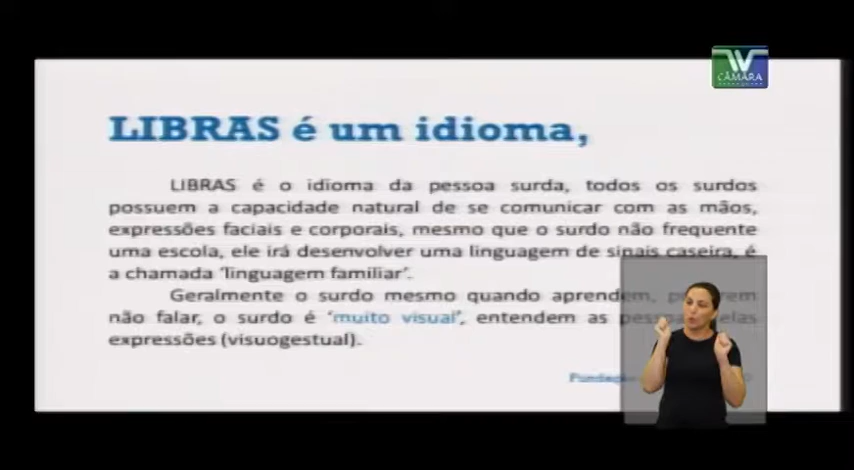 CÂMARA
LIBRAS é um idioma,
LIBRAS é o idioma da pessoa surda, todos os surdos
possuem a capacidade natural de se comunicar com as mãos,
expressões faciais e corporais, mesmo que o surdo não frequente
uma escola, ele irá desenvolver uma linguagem de sinais caseira, é
a chamada 'linguagem familiar'.
Geralmente o surdo mesmo quando aprendem,
não falar, o surdo é 'muito visual', entendem as
expressões (visuogestual).